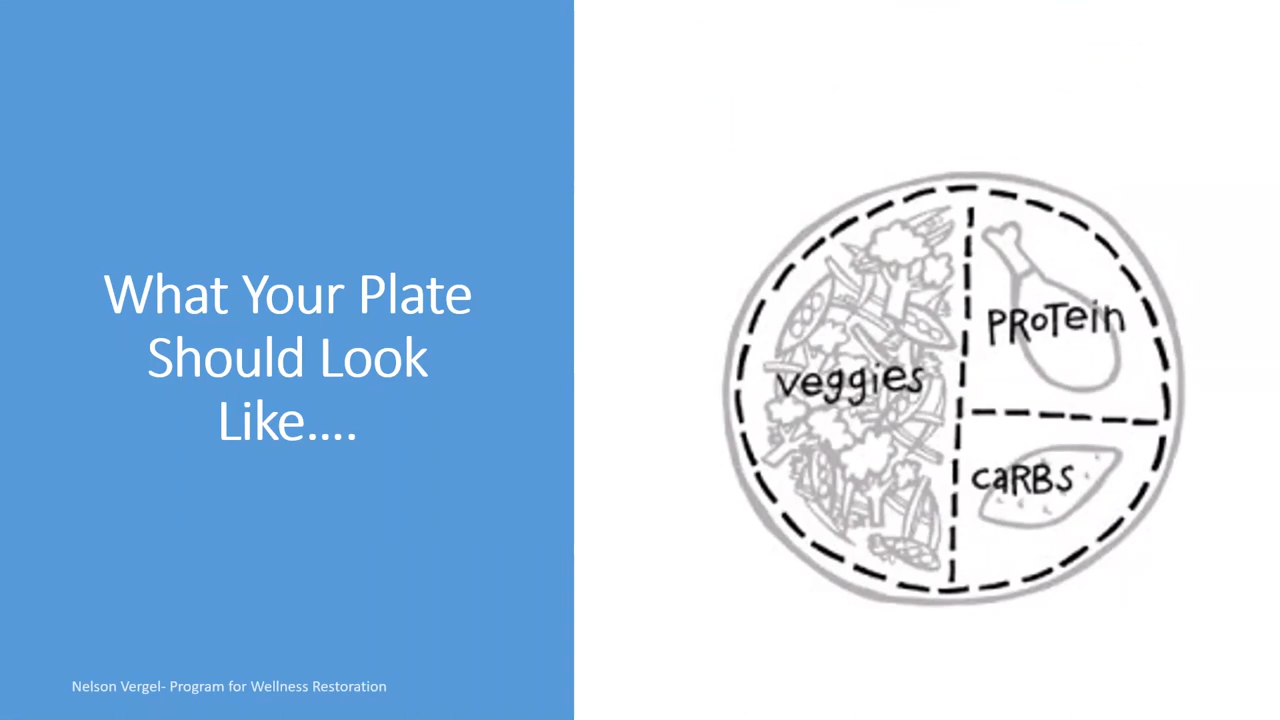 What Your Plate
Should Look
Like....
veggies
PRoTein
caRBs
Nelson Vergel- Program for Wellness Restoration